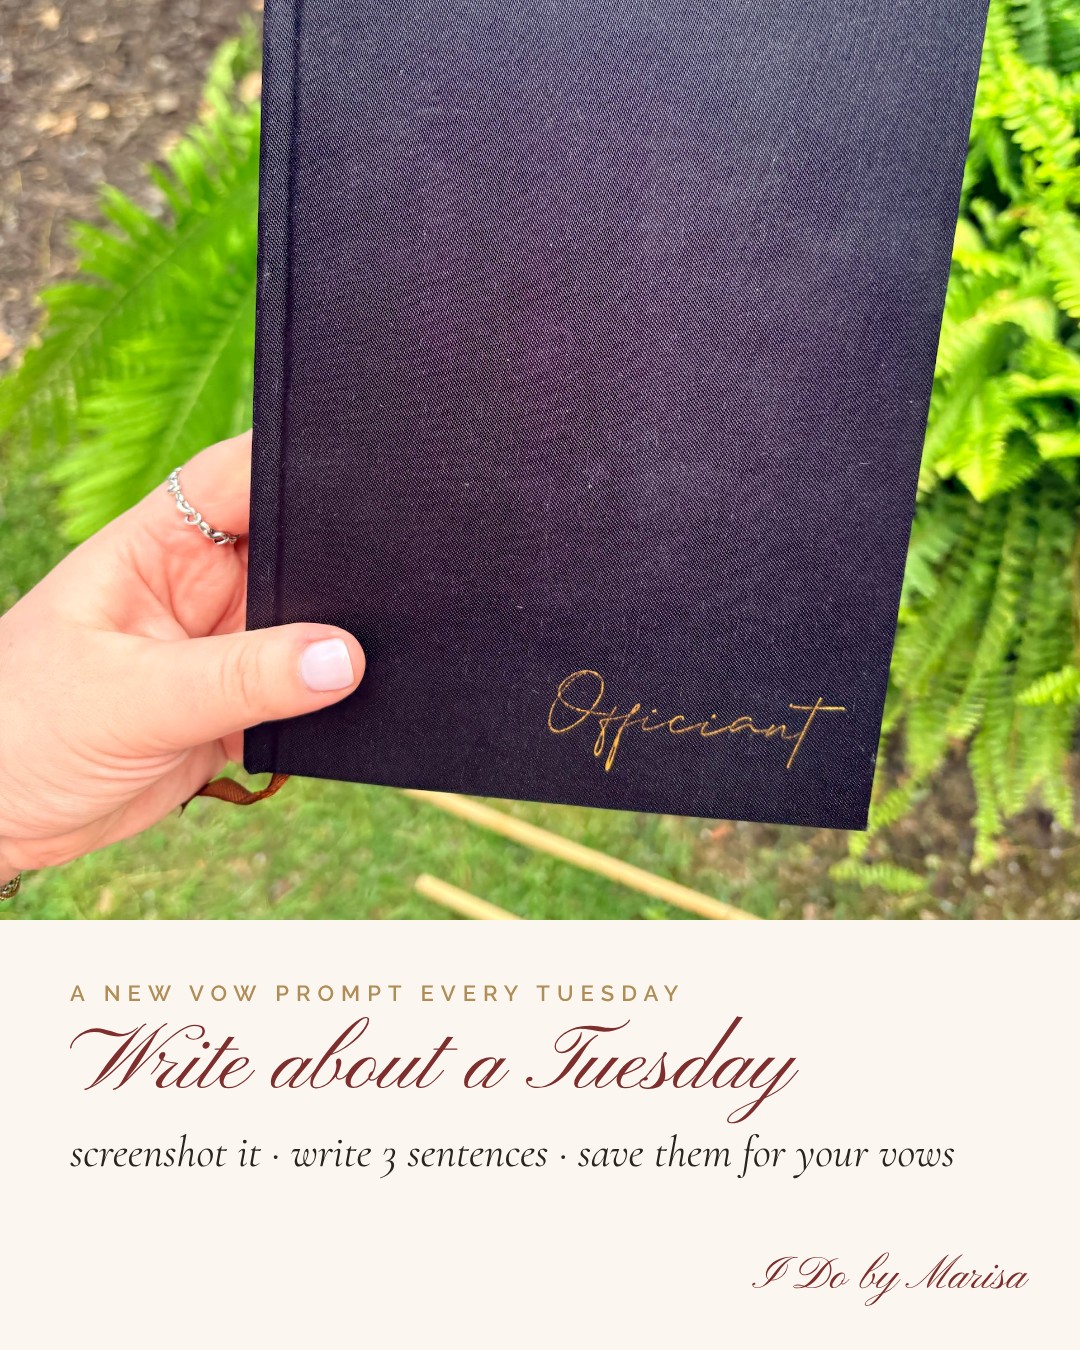 Officiant
A NEW VOW PROMPT EVERY TUESDAY
Write about a Tuesday
screenshot it · write 3 sentences · save them for your vows
I Do by Marisa